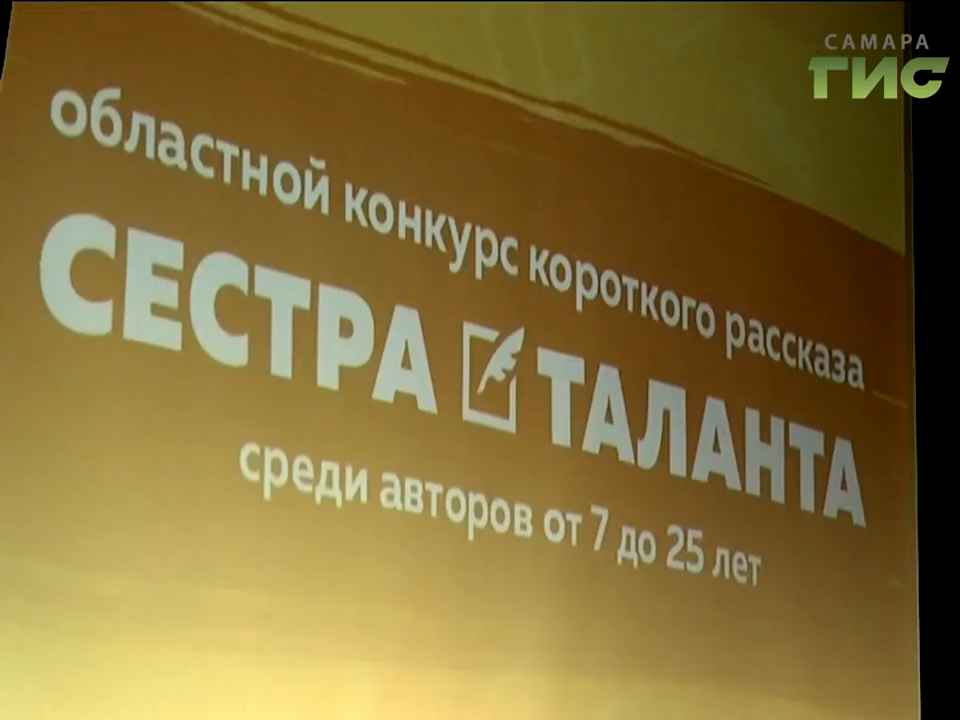 САМАРА
ГИС
областной конкурс короткого рассказа
СЕСТРА ТАЛАНТА
среди авторов от 7 до 25 лет